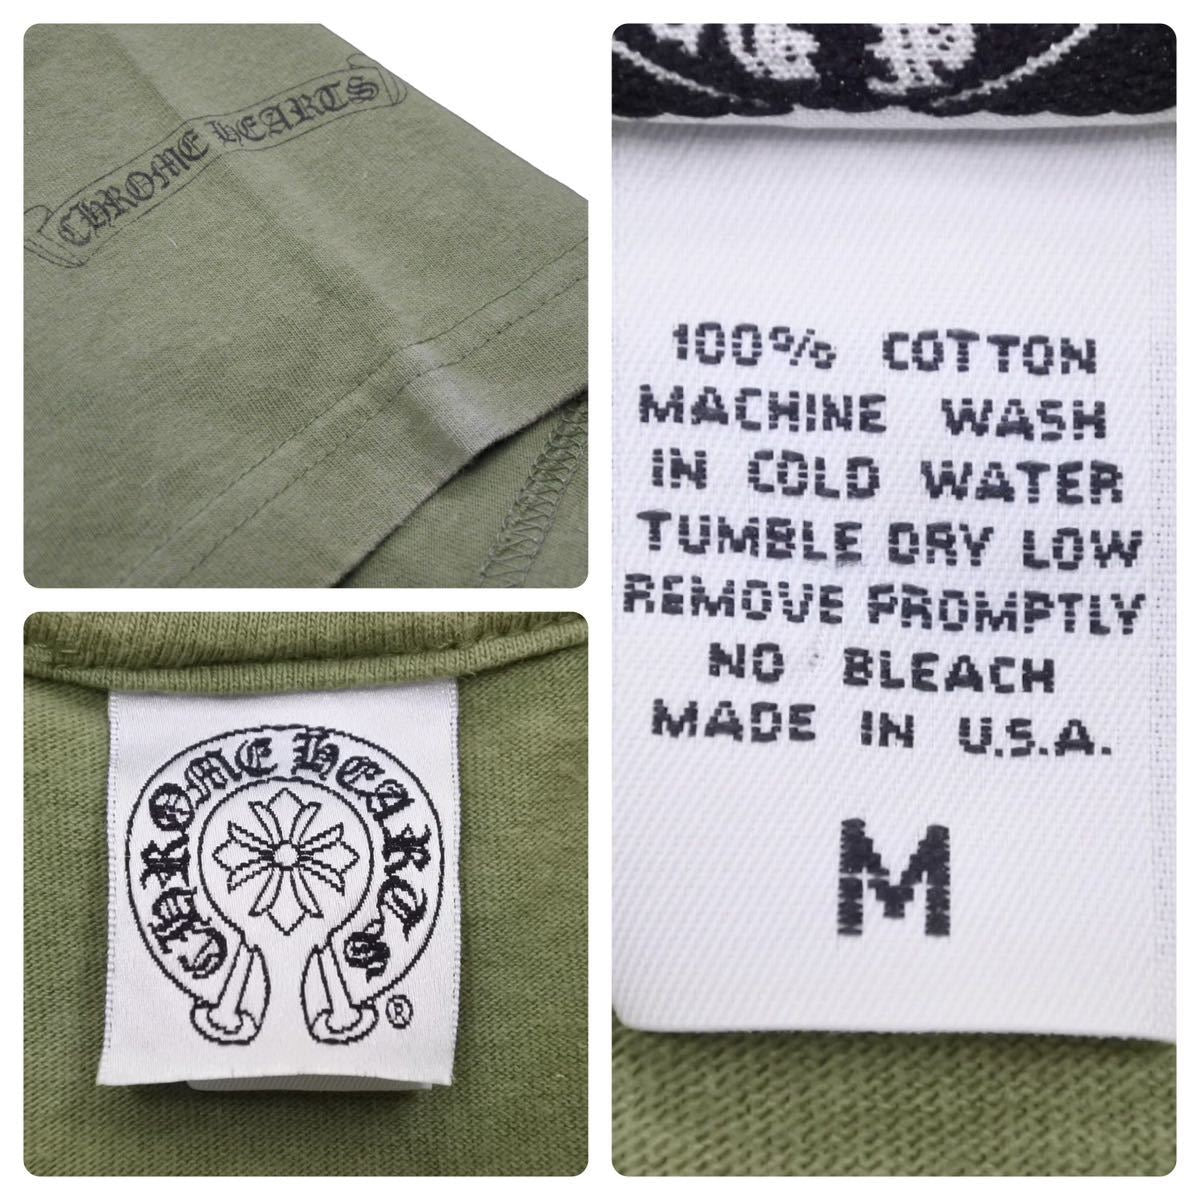 CHROME HEARTS
CHROME HEARTS
®
100% COTTON
MACHINE WASH
IN COLD WATER
TUMBLE DRY LOW
REMOVE PROMPTLY
NO BLEACH
MADE IN U.S.A.
M